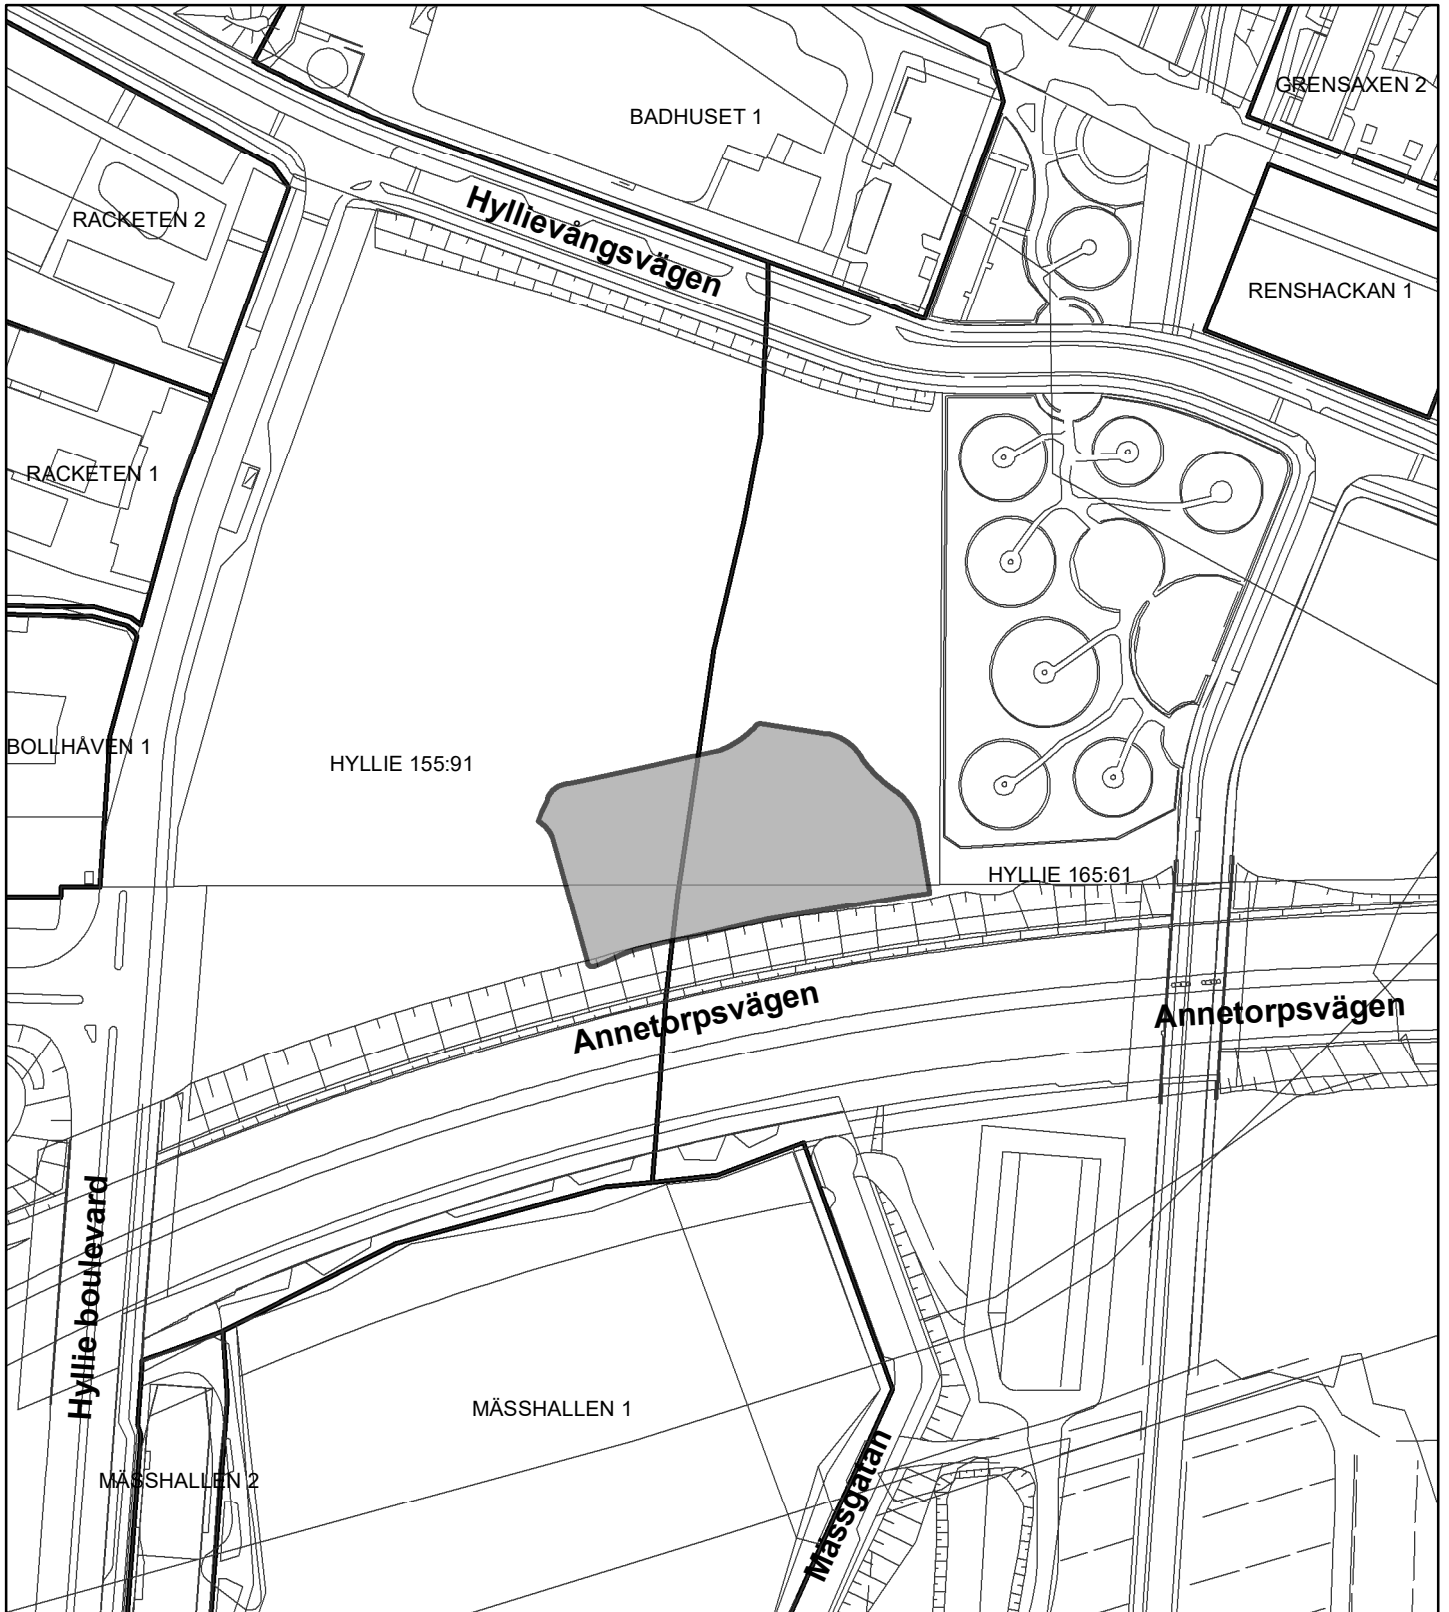 GRENSAXEN 2
BADHUSET 1
RACKETEN 2
Hyllievångsvägen
RENSHACKAN 1
RACKETEN 1
BOLLHÅVEN 1
HYLLIE 155:91
HYLLIE 165:61
Annetorpsvägen
Annetorpsvägen
Hyllie boulevard
MÄSSHALLEN 1
MÄSSHALLEN 2
Mässgatan